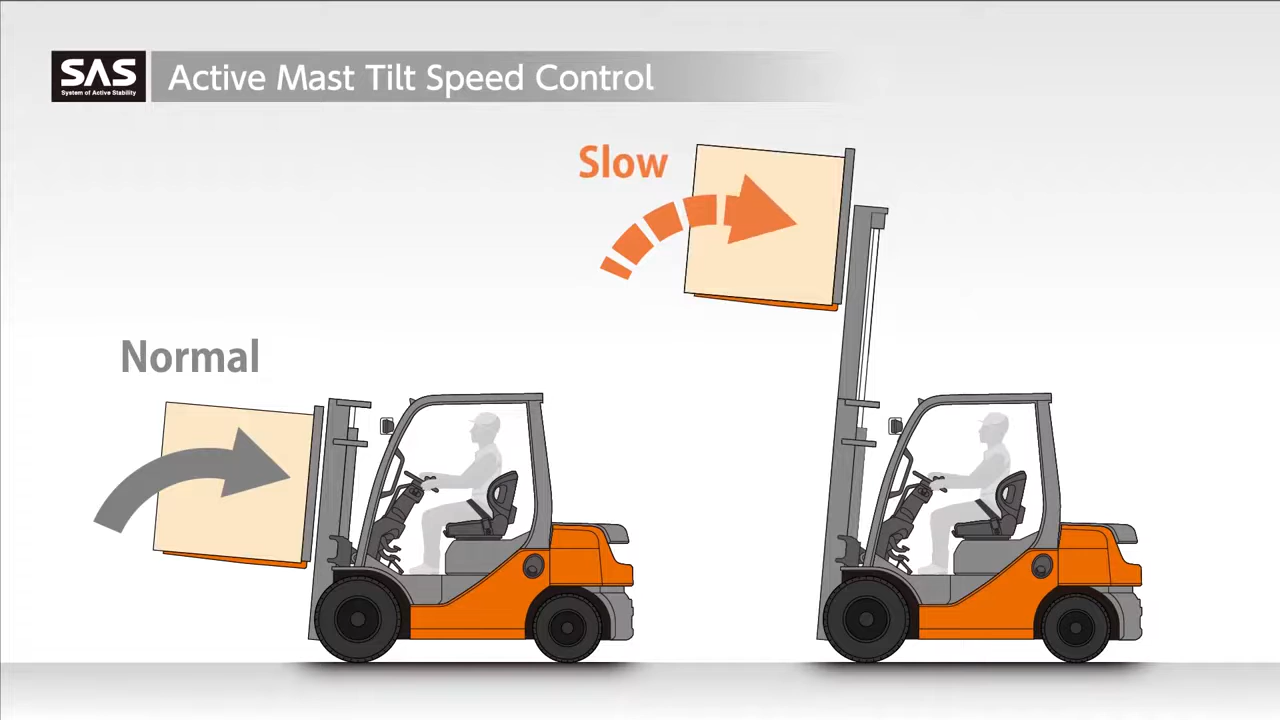 SAS
System of Active Stability
Active Mast Tilt Speed Control
Slow
Normal